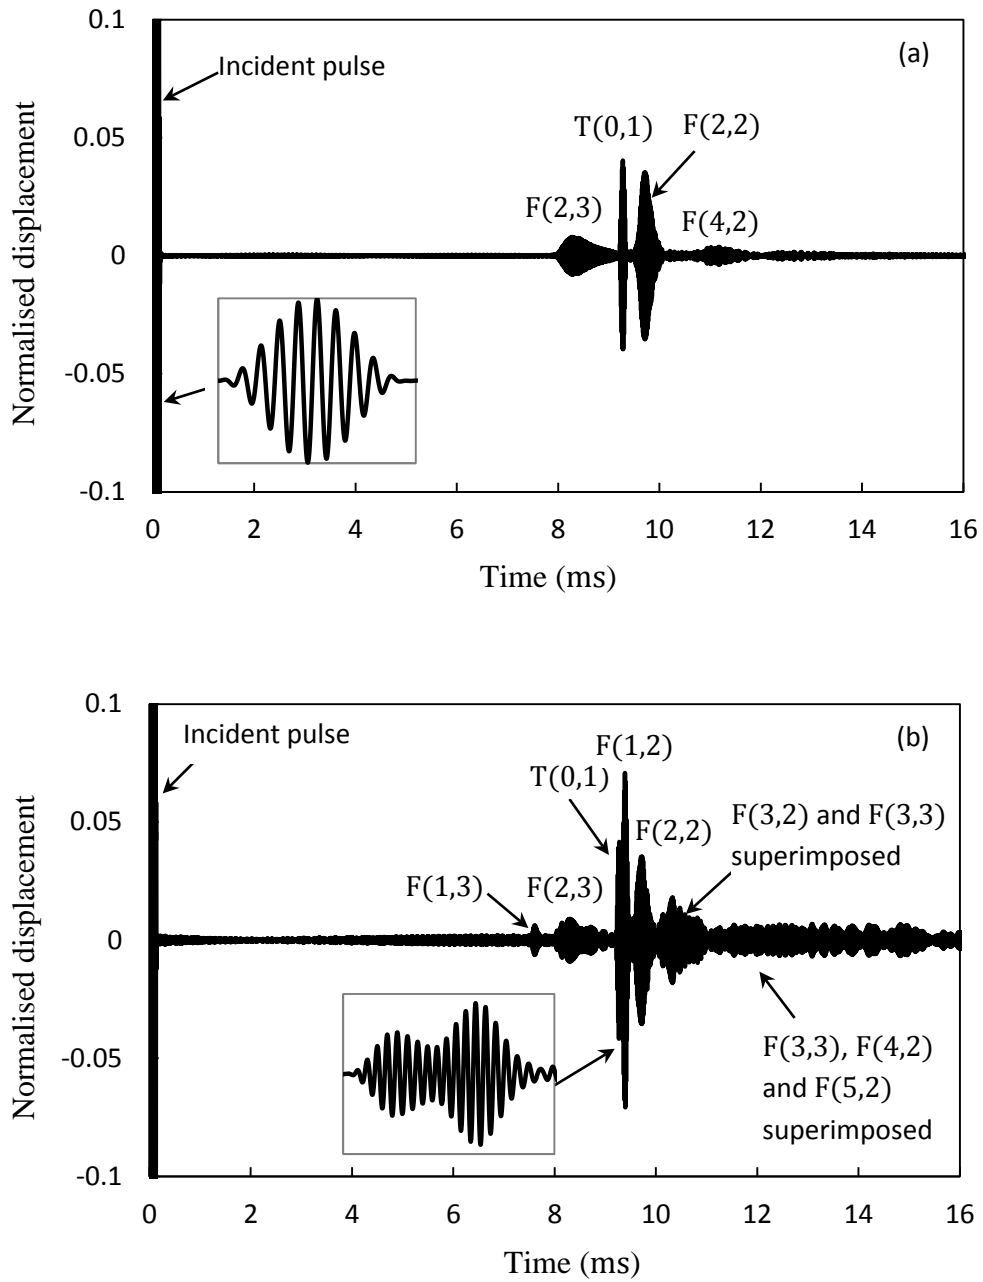 0.1
(a)
Incident pulse
T(0,1)
F(2,2)
0.05
F(2,3)
F(4,2)
0
-0.05
-0.1
Normalised displacement
0 2 4 6 8 10 12 14 16
Time (ms)
0.1
(b)
Incident pulse
F(1,2)
T(0,1)
0.05
F(2,2)
F(3,2) and F(3,3)
superimposed
F(1,3)
F(2,3)
0
-0.05
F(3,3), F(4,2)
and F(5,2)
superimposed
-0.1
Normalised displacement
0 2 4 6 8 10 12 14 16
Time (ms)